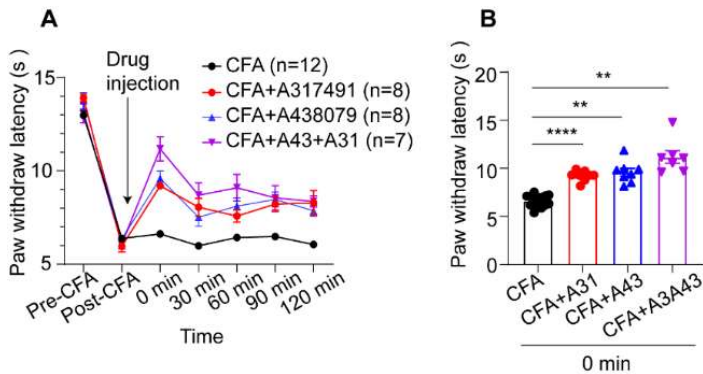 A
Paw withdraw latency (s)
15
10
5
Drug
injection
CFA (n=12)
CFA+A317491 (n=8)
CFA+A438079 (n=8)
CFA+A43+A31 (n=7)
Pre-CFA
Post-CFA
0 min
30 min
60 min
90 min
120 min
Time
B
Paw withdraw latency (s)
20
15
10
5
0
**
**
****
CFA
CFA+A31
CFA+A43
CFA+A3A43
0 min